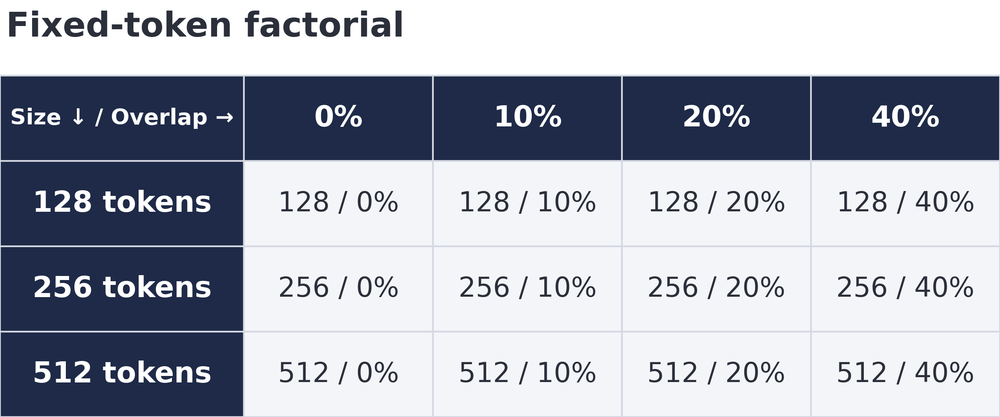 Fixed-token factorial
Size ↓ / Overlap → 0% 10% 20% 40%
128 tokens 128 / 0% 128 / 10% 128 / 20% 128 / 40%
256 tokens 256 / 0% 256 / 10% 256 / 20% 256 / 40%
512 tokens 512 / 0% 512 / 10% 512 / 20% 512 / 40%